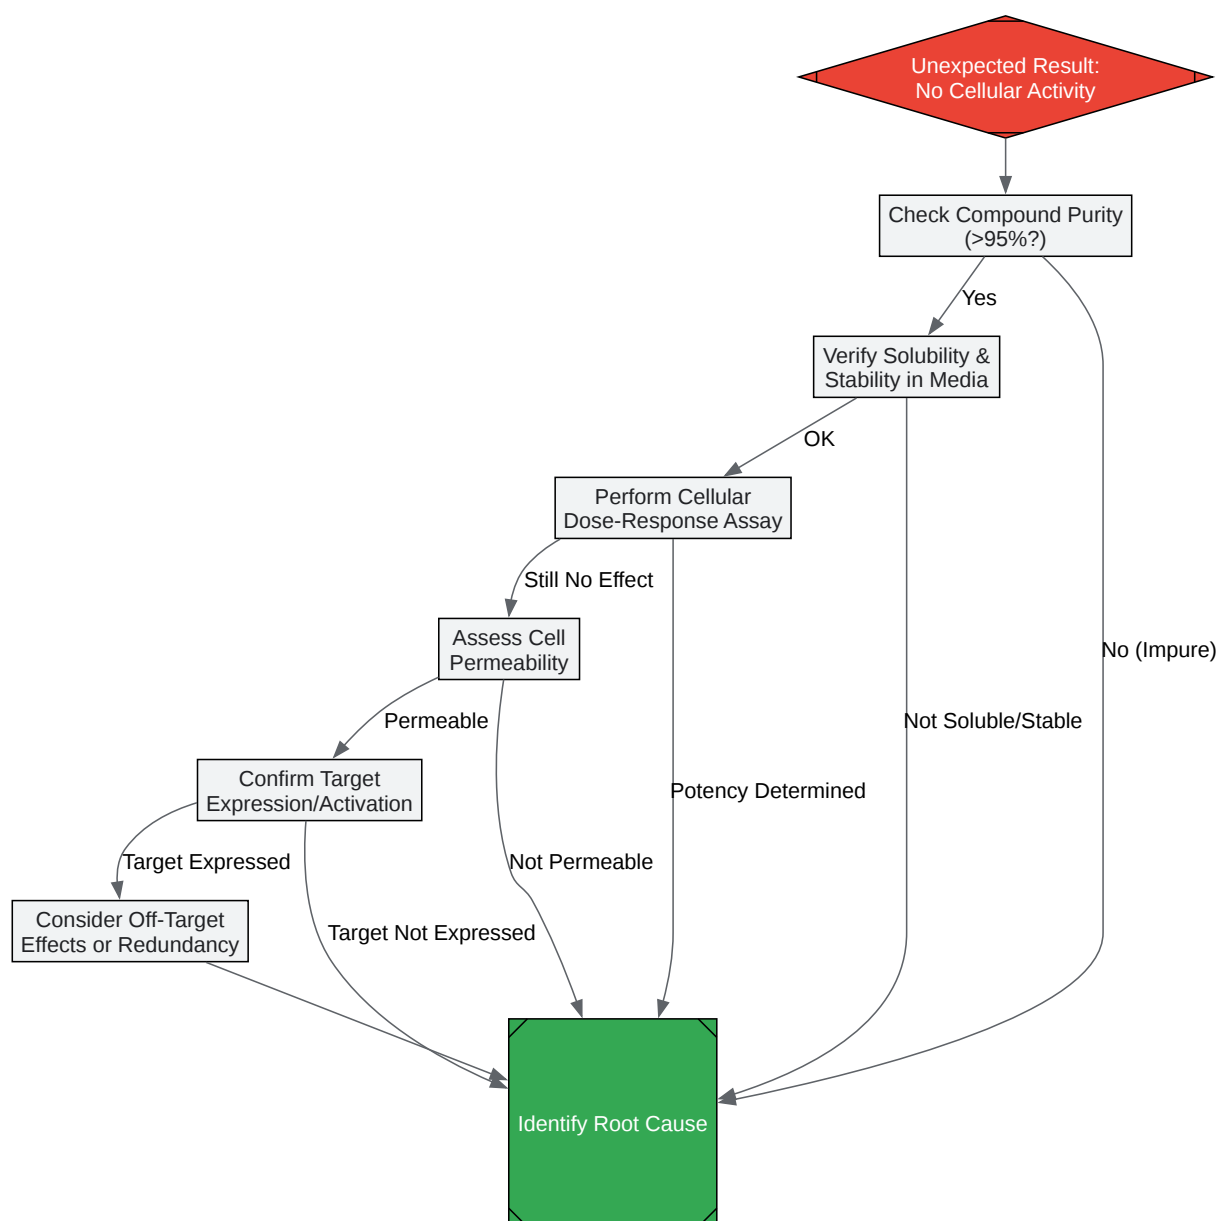 Unexpected Result:
No Cellular Activity
Check Compound Purity
(>95%?)
Yes
Verify Solubility &
Stability in Media
OK
Perform Cellular
Dose-Response Assay
Still No Effect
Assess Cell
Permeability
No (Impure)
Permeable
Not Soluble/Stable
Confirm Target
Expression/Activation
Potency Determined
Target Expressed
Not Permeable
Consider Off-Target
Effects or Redundancy
Target Not Expressed
Identify Root Cause